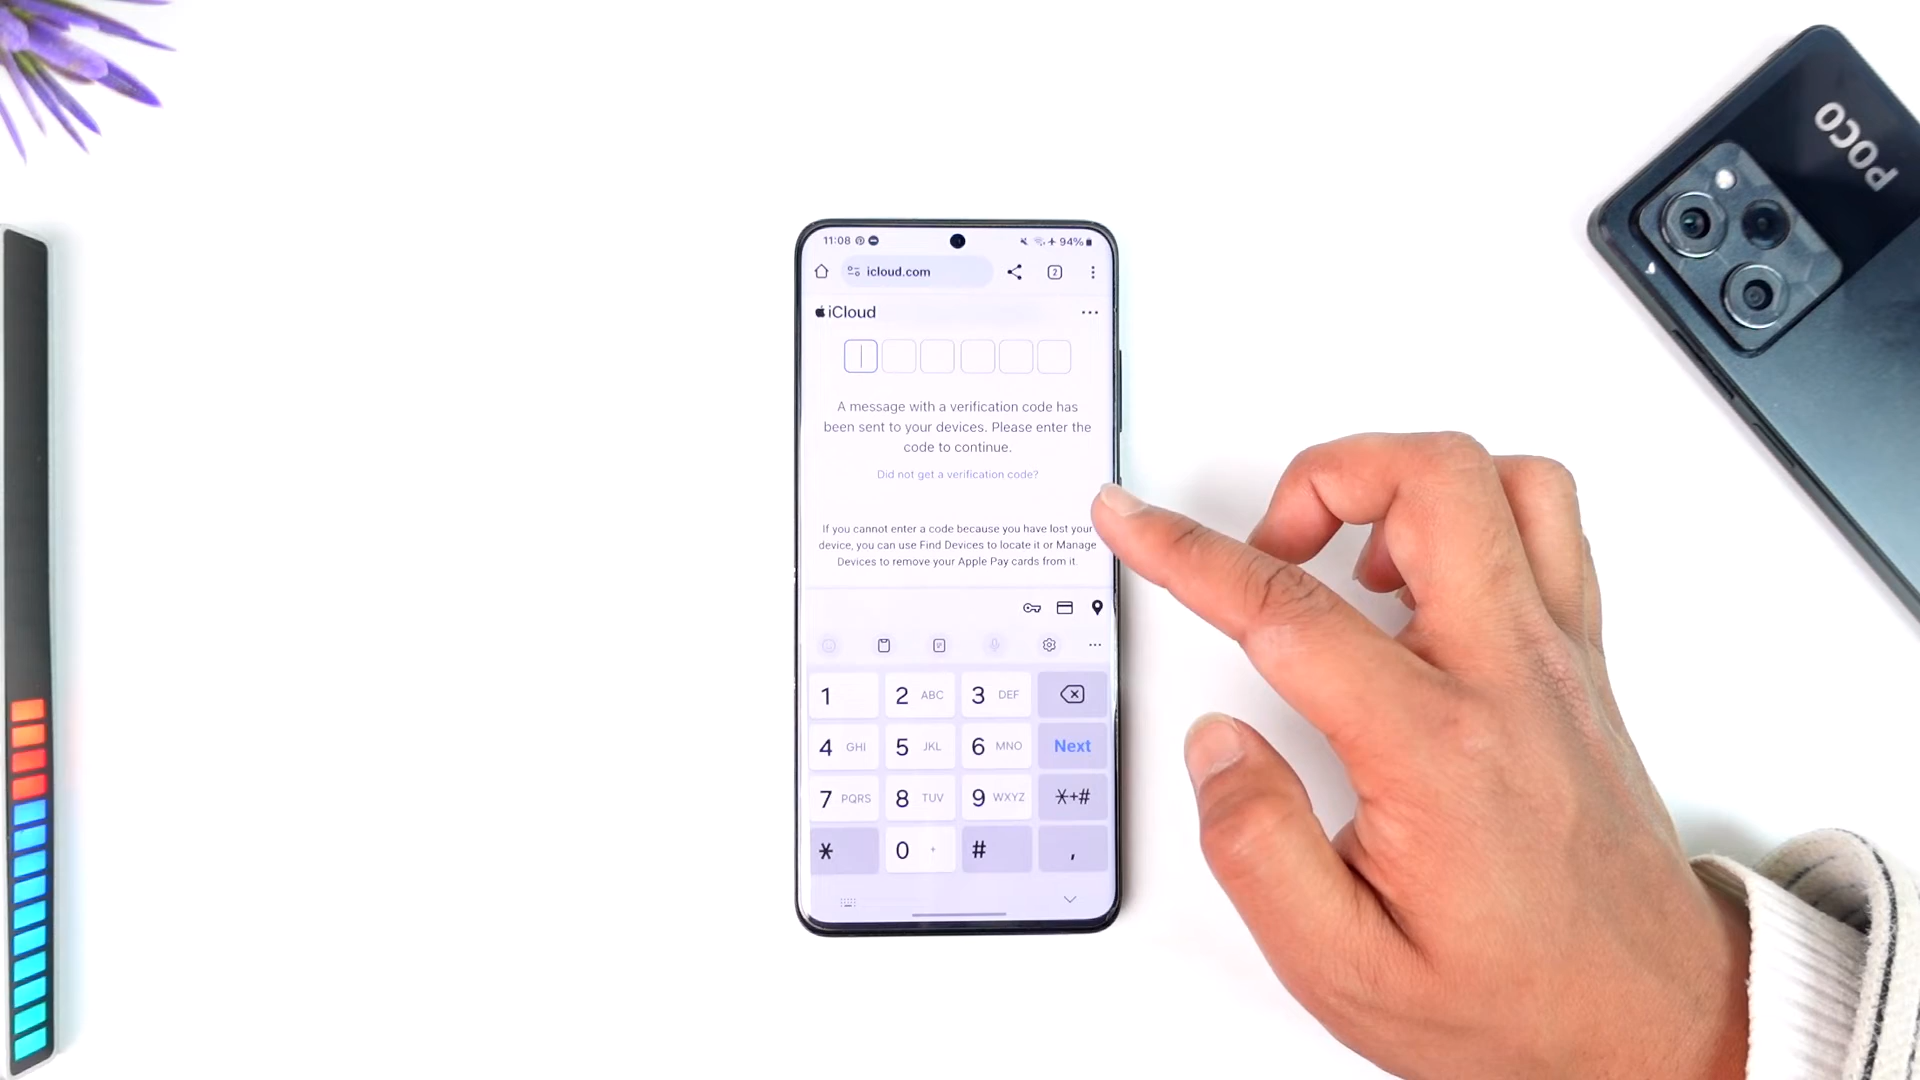 11:08 94%
icloud.com 2
iCloud
A message with a verification code has
been sent to your devices. Please enter the
code to continue.
Did not get a verification code?
If you cannot enter a code because you have lost your
device, you can use Find Devices to locate it or Manage
Devices to remove your Apple Pay cards from it.
1 2 ABC 3 DEF
4 GHI 5 JKL 6 MNO Next
7 PQRS 8 TUV 9 WXYZ *+#
* 0 + # ,
POCO